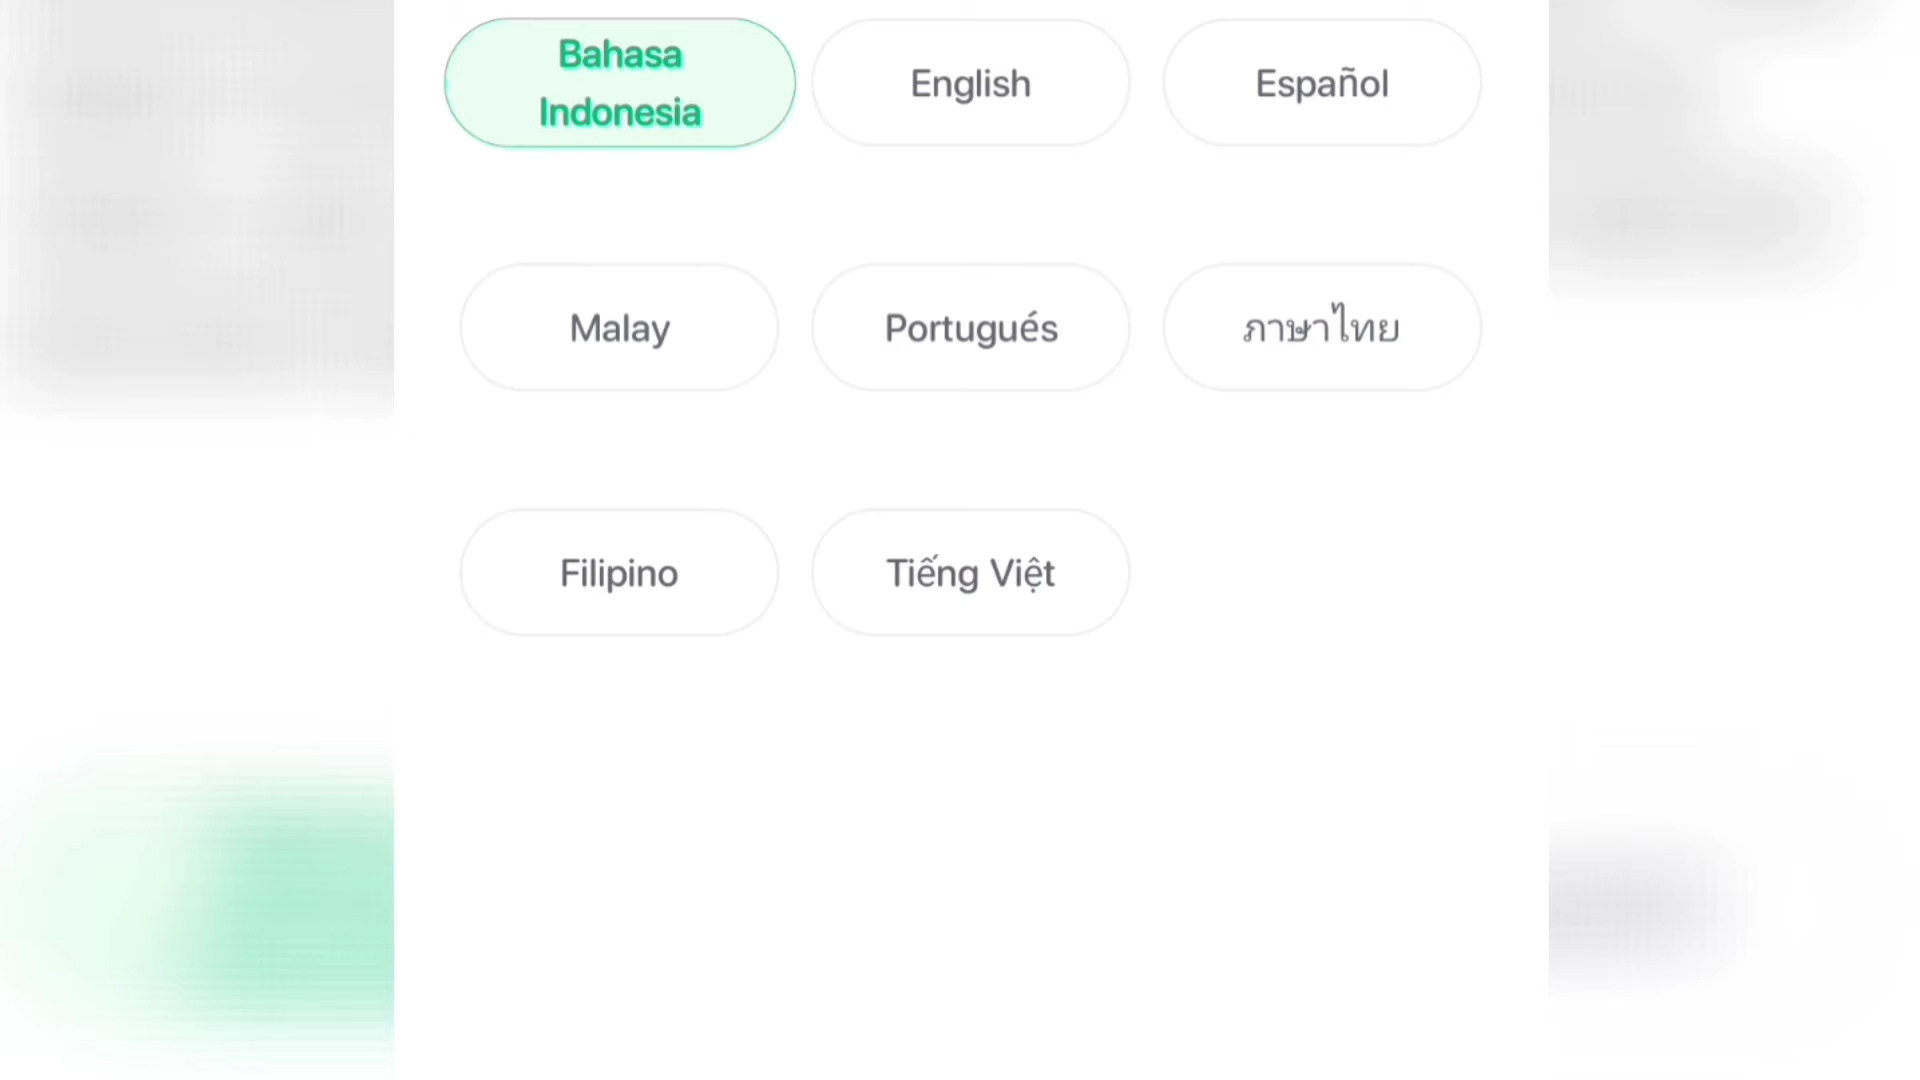 Bahasa
Indonesia
English
Español
Malay
Portugués
ภาษาไทย
Filipino
Tiếng Việt